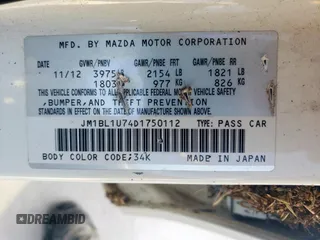 MFD. BY MAZDA MOTOR CORPORATION
GVWR/PNBV GAWR/PNBE FRT GAWR/PNBE RR
11/12 3975LB 2154 LB 1821 LB
1803 977 KG 826 KG
THIS VEHICLE CONFORMS TO ALL APPLICABLE FEDERAL MOTOR VEHICLE SAFETY,
BUMPER, AND THEFT PREVENTION
STANDARDS IN EFFECT ON THE DATE OF MANUFACTURE SHOWN ABOVE.
JM1BL1U74D1750112 TYPE: PASS CAR
BODY COLOR CODE: 34K MADE IN JAPAN
DREAMBID